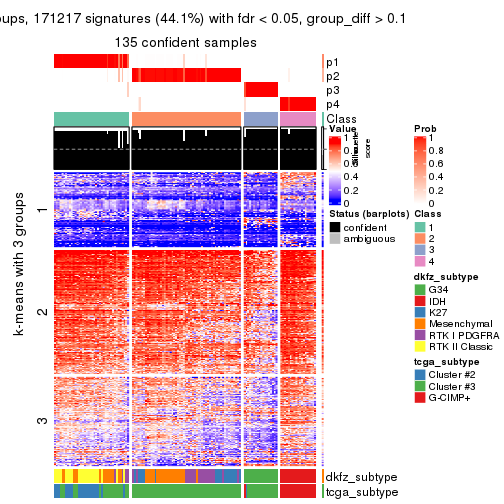 oups, 171217 signatures (44.1%) with fdr < 0.05, group_diff > 0.1
135 confident samples
p1
p2
p3
p4
Class
k-means with 3 groups
1
2
3
dkfz_subtype
tcga_subtype
Value
1
0.8
0.6
0.4
0.2
0
Silhouette
score
Status (barplots)
confident
ambiguous
Prob
1
0.8
0.6
0.4
0.2
0
Class
1
2
3
4
dkfz_subtype
G34
IDH
K27
Mesenchymal
RTK I PDGFRA
RTK II Classic
tcga_subtype
Cluster #2
Cluster #3
G-CIMP+